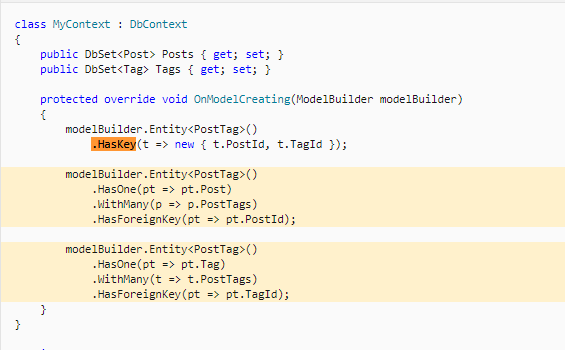 class MyContext : DbContext
{
    public DbSet<Post> Posts { get; set; }
    public DbSet<Tag> Tags { get; set; }

    protected override void OnModelCreating(ModelBuilder modelBuilder)
    {
        modelBuilder.Entity<PostTag>()
            .HasKey(t => new { t.PostId, t.TagId });

        modelBuilder.Entity<PostTag>()
            .HasOne(pt => pt.Post)
            .WithMany(p => p.PostTags)
            .HasForeignKey(pt => pt.PostId);

        modelBuilder.Entity<PostTag>()
            .HasOne(pt => pt.Tag)
            .WithMany(t => t.PostTags)
            .HasForeignKey(pt => pt.TagId);
    }
}